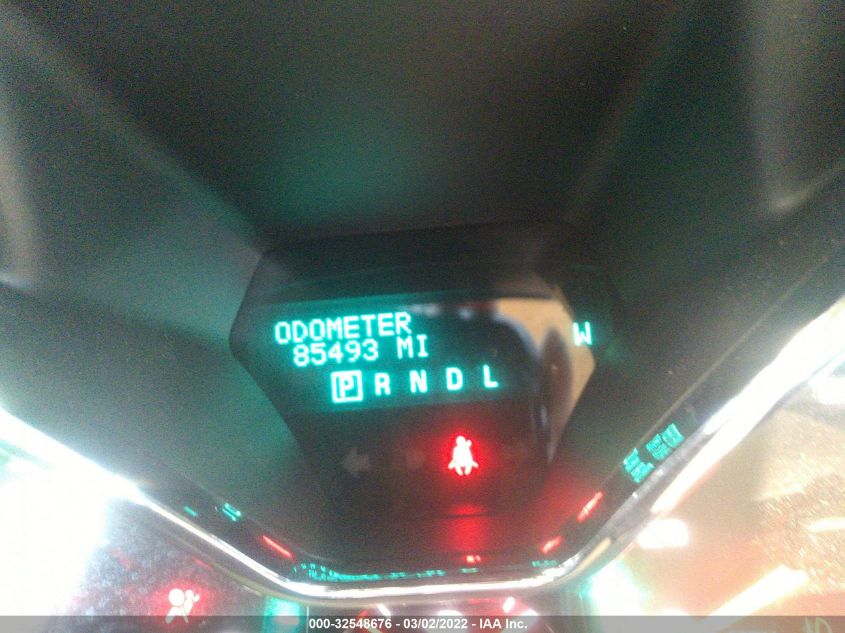 ODOMETER
85493 MI W
P R N D L
000-32548676 - 03/02/2022 - IAA Inc.